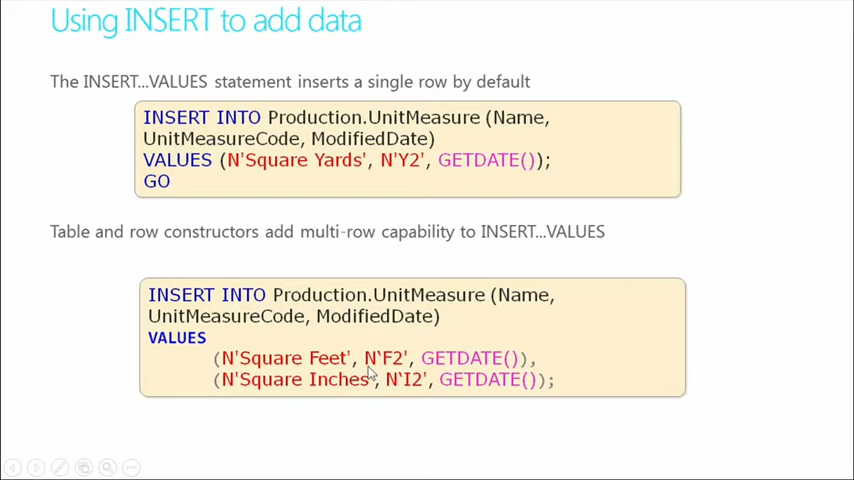 Using INSERT to add data
The INSERT...VALUES statement inserts a single row by default
INSERT INTO Production.UnitMeasure (Name,
UnitMeasureCode, ModifiedDate)
VALUES (N'Square Yards', N'Y2', GETDATE());
GO
Table and row constructors add multi-row capability to INSERT...VALUES
INSERT INTO Production.UnitMeasure (Name,
UnitMeasureCode, ModifiedDate)
VALUES
(N'Square Feet', N`F2', GETDATE()),
(N'Square Inches', N`I2', GETDATE());